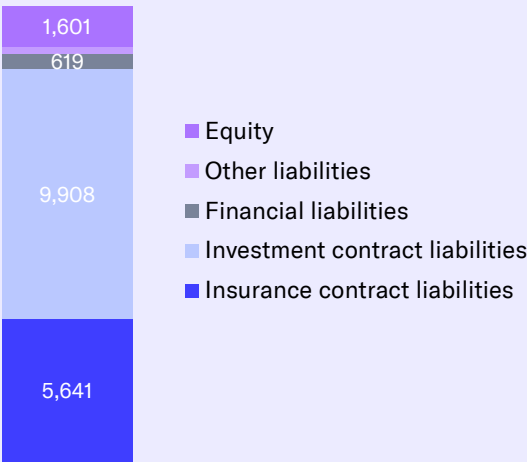 1,601
619
9,908
5,641
Equity
Other liabilities
Financial liabilities
Investment contract liabilities
Insurance contract liabilities